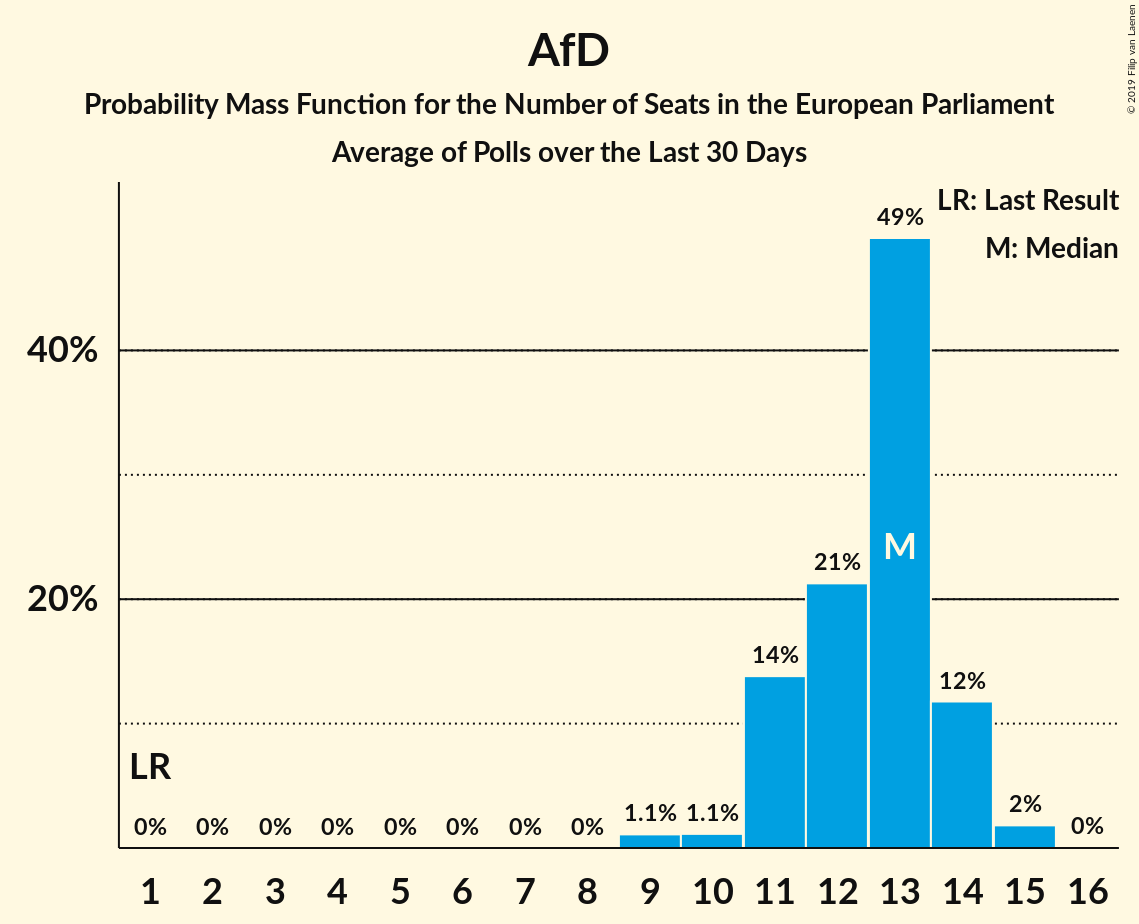 AfD
Probability Mass Function for the Number of Seats in the European Parliament
Average of Polls over the Last 30 Days
© 2019 Filip van Laenen
LR: Last Result
M: Median
49%
40%
M
21%
20%
14%
12%
LR
0% 0% 0% 0% 0% 0% 0% 0% 1.1% 1.1% 2% 0%
1 2 3 4 5 6 7 8 9 10 11 12 13 14 15 16